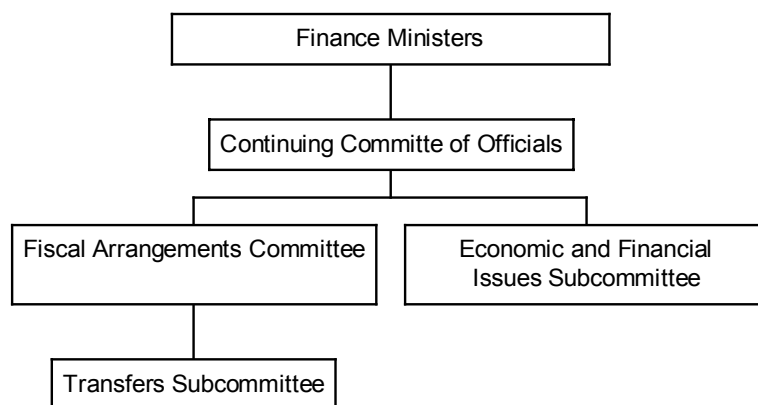 Finance Ministers
Continuing Committe of Officials
Fiscal Arrangements Committee
Economic and Financial
Issues Subcommittee
Transfers Subcommittee